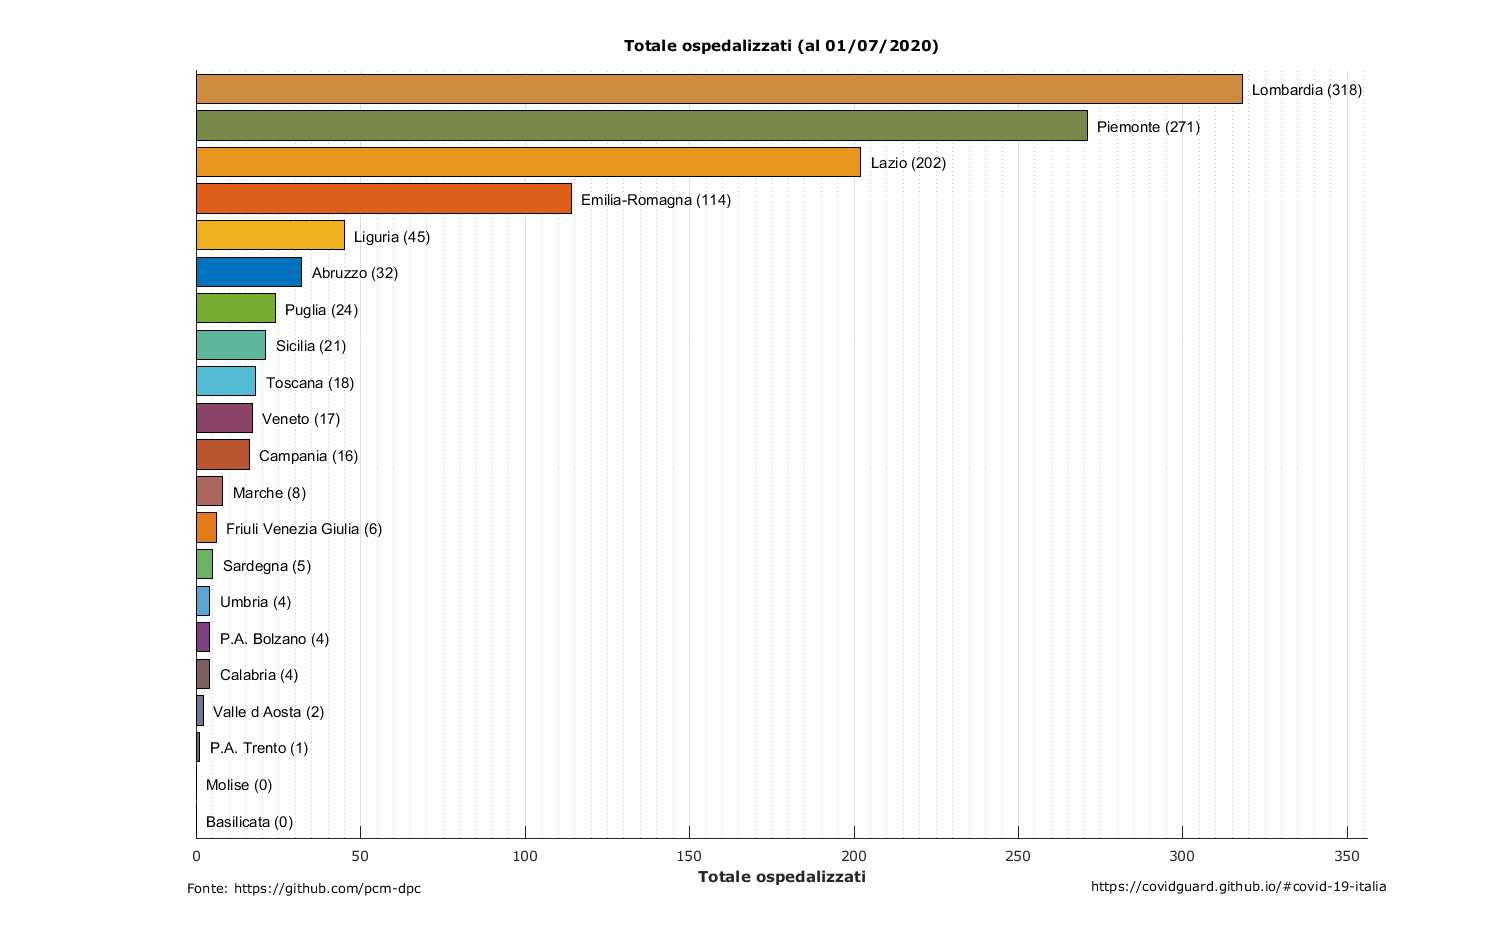 Totale ospedalizzati (al 01/07/2020)
Lombardia (318)
Piemonte (271)
Lazio (202)
Emilia-Romagna (114)
Liguria (45)
Abruzzo (32)
Puglia (24)
Sicilia (21)
Toscana (18)
Veneto (17)
Campania (16)
Marche (8)
Friuli Venezia Giulia (6)
Sardegna (5)
Umbria (4)
P.A. Bolzano (4)
Calabria (4)
Valle d Aosta (2)
P.A. Trento (1)
Molise (0)
Basilicata (0)
0 50 100 150 200 250 300 350
Totale ospedalizzati
Fonte: https://github.com/pcm-dpc
https://covidguard.github.io/#covid-19-italia